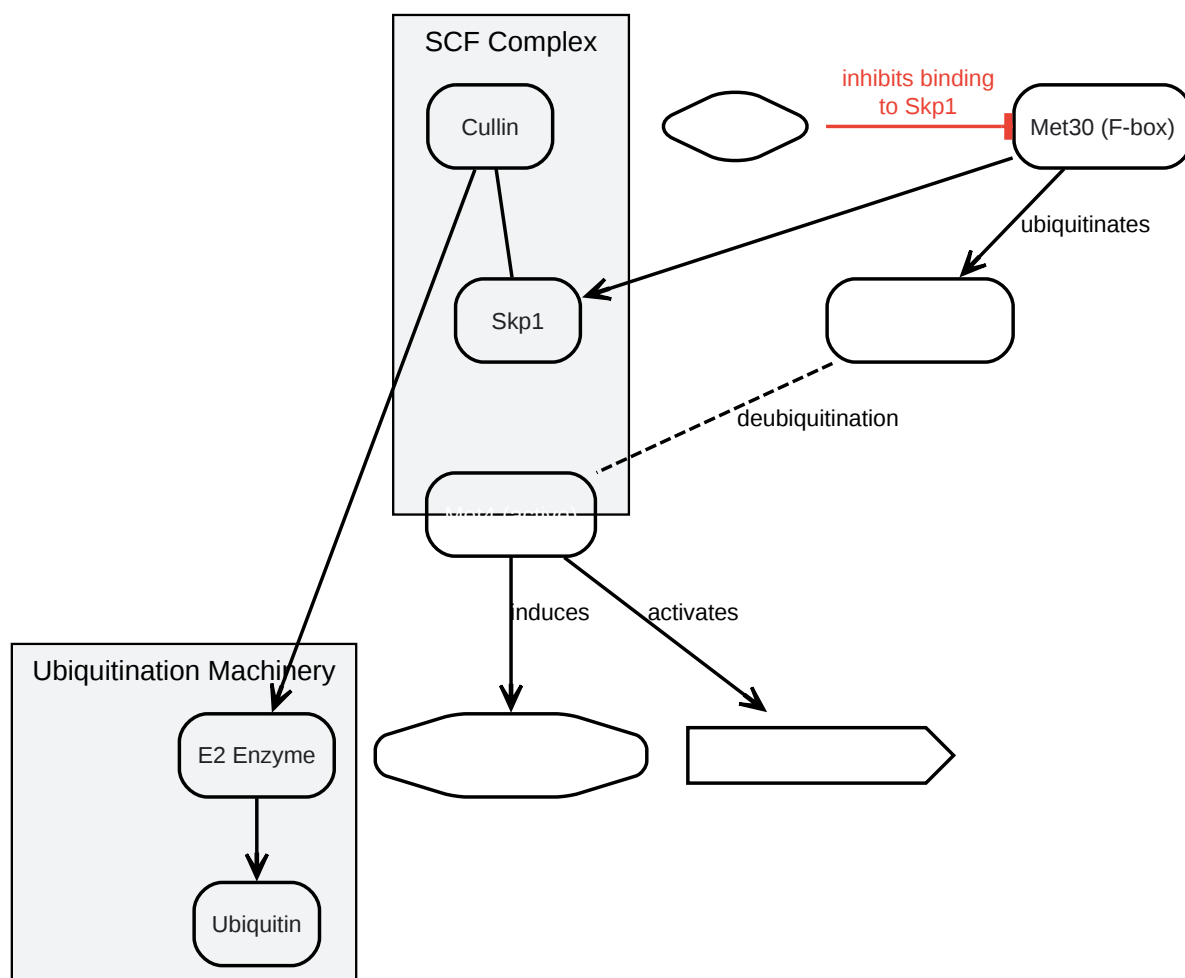 SCF Complex
Cullin
inhibits binding
to Skp1
Met30 (F-box)
ubiquitinates
Skp1
deubiquitination
induces
activates
Ubiquitination Machinery
E2 Enzyme
Ubiquitin